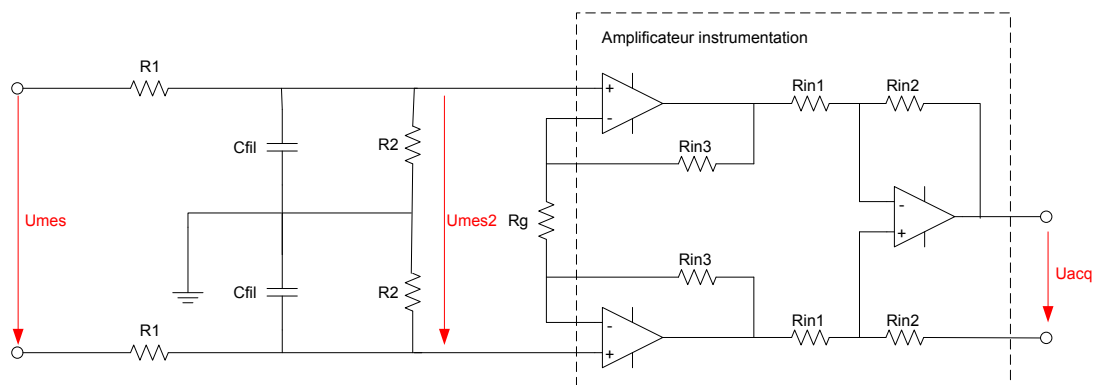 Amplificateur instrumentation
R1
+
-
Rin1
Rin2
Cfil
R2
Rin3
Umes
Umes2
Rg
-
+
Uacq
Cfil
R2
Rin3
R1
-
+
Rin1
Rin2